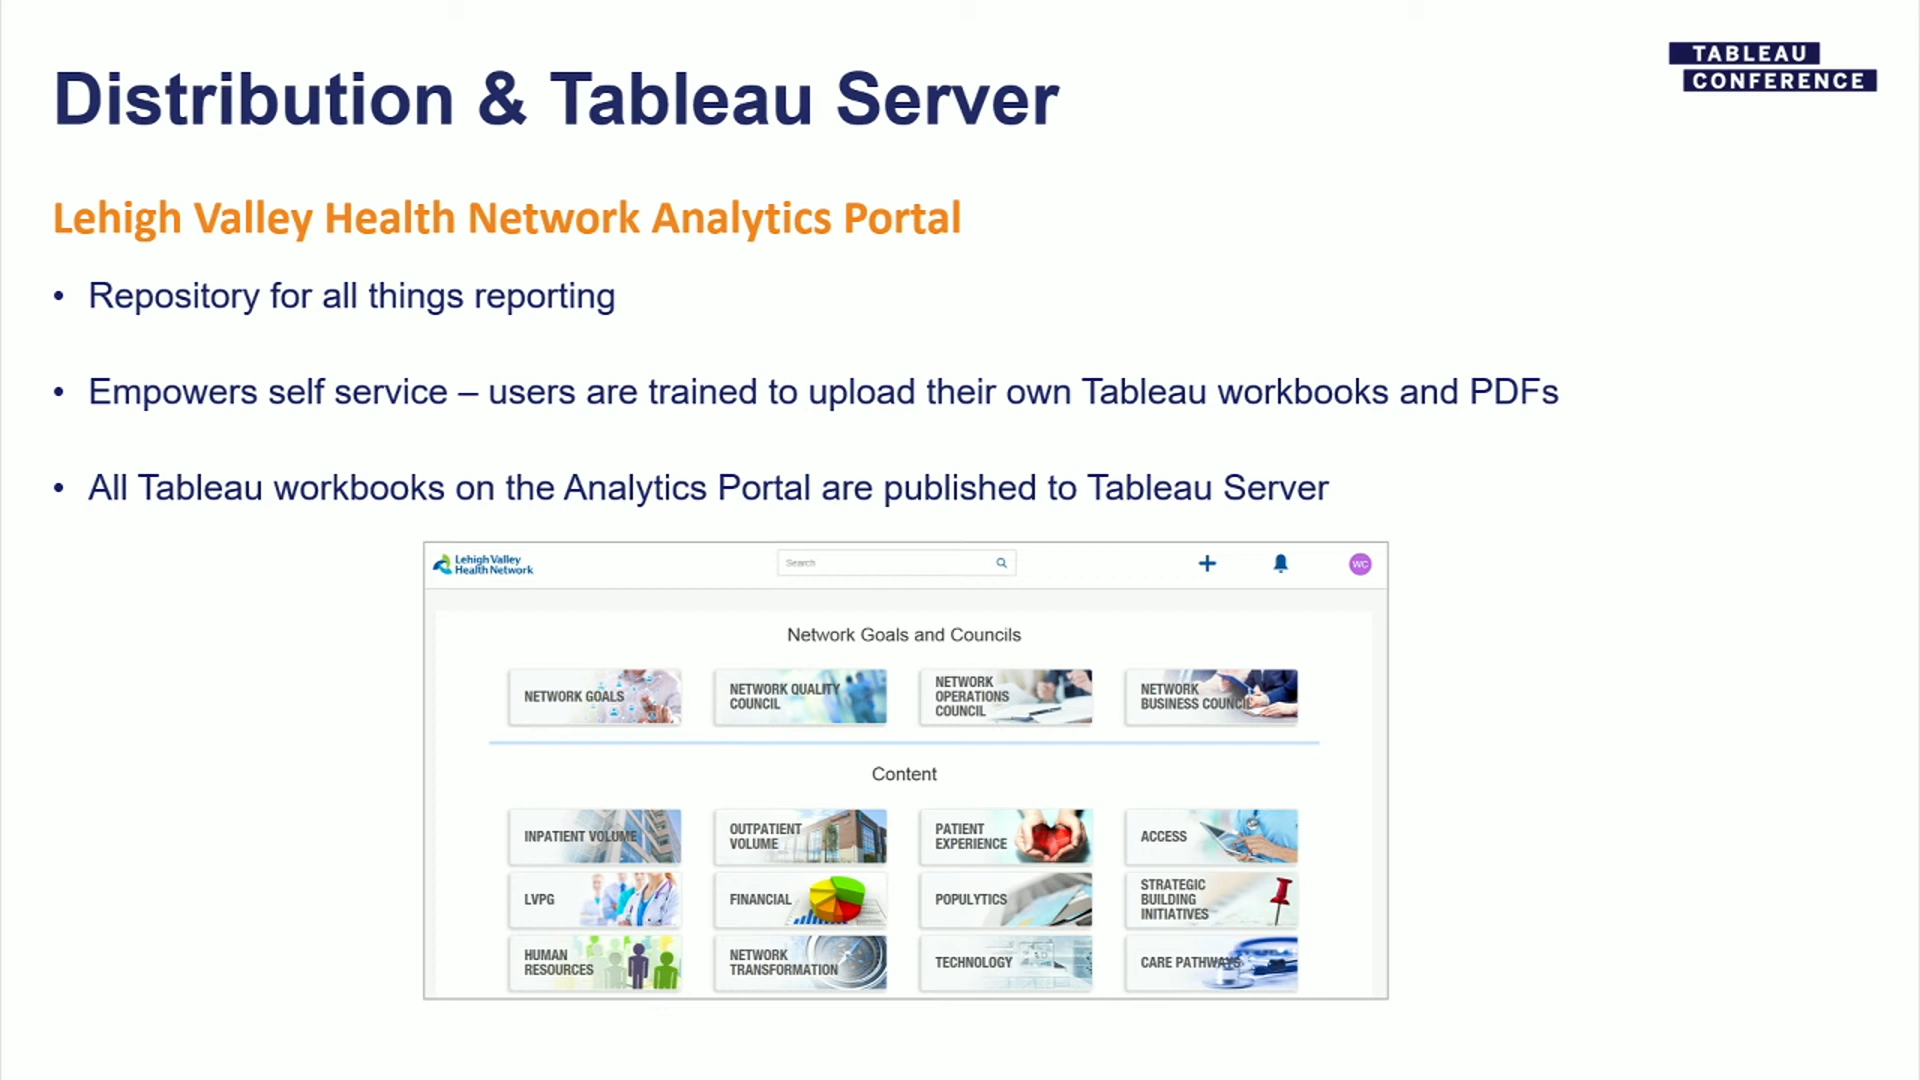 TABLEAU
CONFERENCE
Distribution & Tableau Server
Lehigh Valley Health Network Analytics Portal
• Repository for all things reporting
• Empowers self service – users are trained to upload their own Tableau workbooks and PDFs
• All Tableau workbooks on the Analytics Portal are published to Tableau Server
Lehigh Valley
Health Network
Search
WC
Network Goals and Councils
NETWORK GOALS
NETWORK QUALITY
COUNCIL
NETWORK
OPERATIONS
COUNCIL
NETWORK
BUSINESS COUNCIL
Content
INPATIENT VOLUME
OUTPATIENT
VOLUME
PATIENT
EXPERIENCE
ACCESS
LVPG
FINANCIAL
POPULYTICS
STRATEGIC
BUILDING
INITIATIVES
HUMAN
RESOURCES
NETWORK
TRANSFORMATION
TECHNOLOGY
CARE PATHWAYS